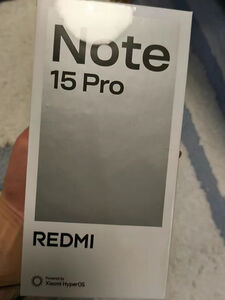 Note
15 Pro
REDMI
Powered by
Xiaomi HyperOS